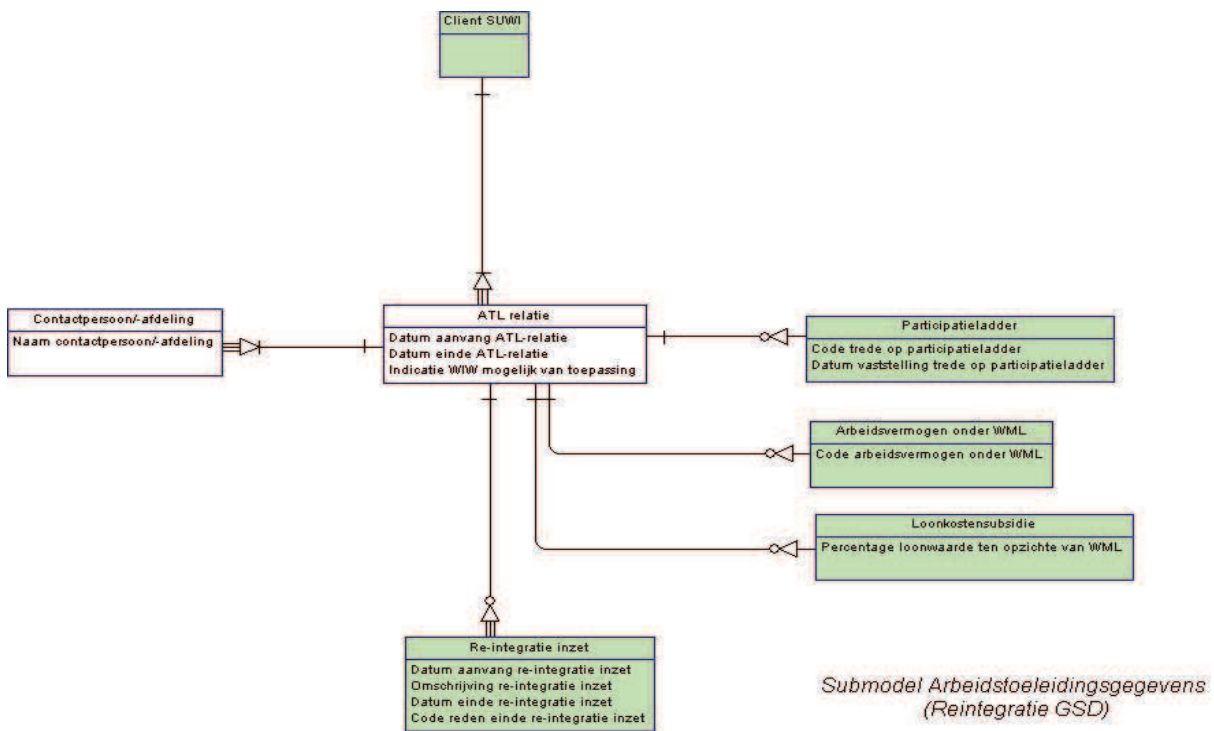 Client SUWI
Contactpersoon/-afdeling
Naam contactpersoon/-afdeling
ATL relatie
Datum aanvang ATL-relatie
Datum einde ATL-relatie
Indicatie WIW mogelijk van toepassing
Participatieladder
Code trede op participatieladder
Datum vaststelling trede op participatieladder
Arbeidsvermogen onder WML
Code arbeidsvermogen onder WML
Loonkostensubsidie
Percentage loonwaarde ten opzichte van WML
Re-integratie inzet
Datum aanvang re-integratie inzet
Omschrijving re-integratie inzet
Datum einde re-integratie inzet
Code reden einde re-integratie inzet
Submodel Arbeidstoeleidingsgegevens
(Reintegratie GSD)